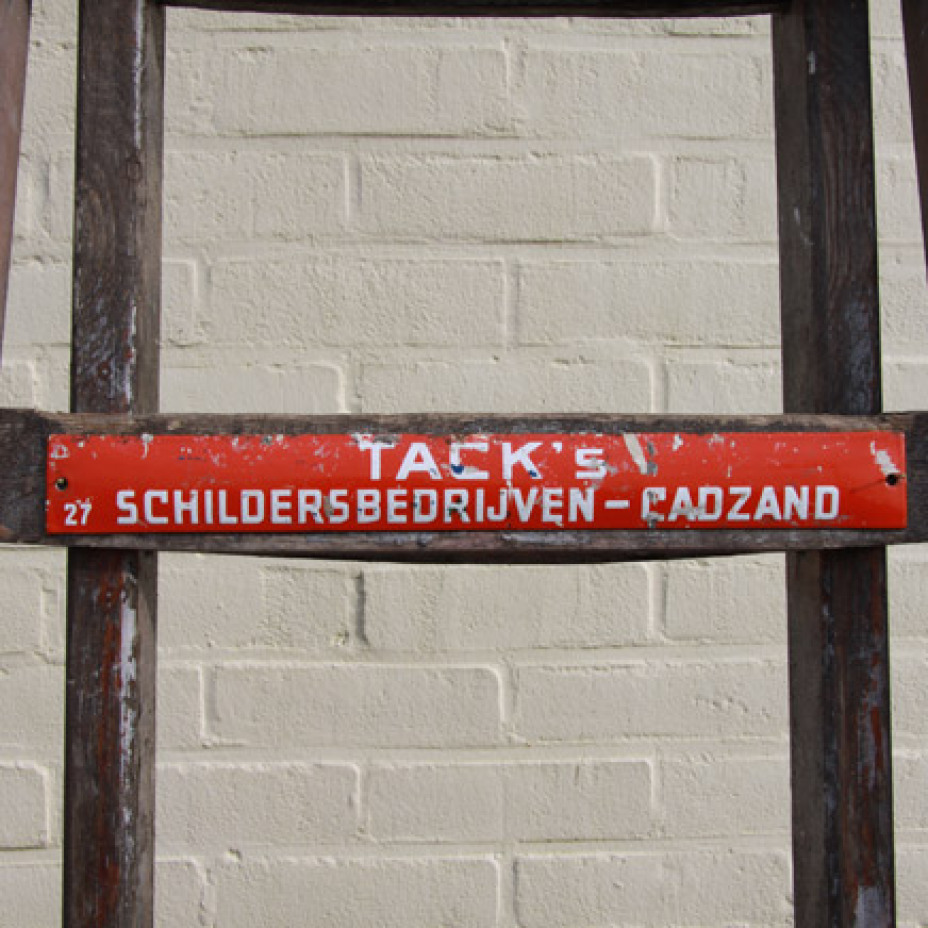 TACK's
27 SCHILDERSBEDRIJVEN – CADZAND